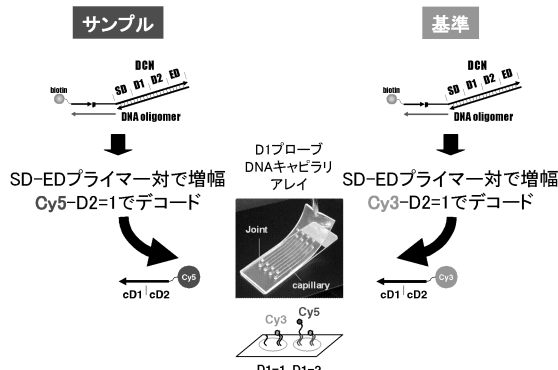 サンプル
基準
DCN
SD D1 D2 ED
biotin
DNA oligomer
DCN
SD D1 D2 ED
biotin
DNA oligomer
D1プローブ
DNAキャピラリ
アレイ
SD-EDプライマー対で増幅
Cy5-D2=1でデコード
SD-EDプライマー対で増幅
Cy3-D2=1でデコード
Joint
capillary
Cy5
cD1 cD2
Cy3
cD1 cD2
Cy3
Cy5
D1=1 D1=2